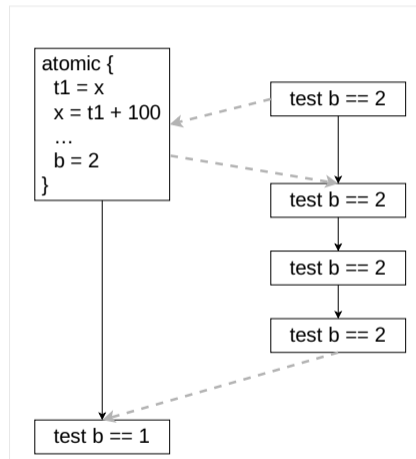 atomic {
t1 = x
x = t1 + 100
...
b = 2
}
test b == 2
test b == 2
test b == 2
test b == 2
test b == 1